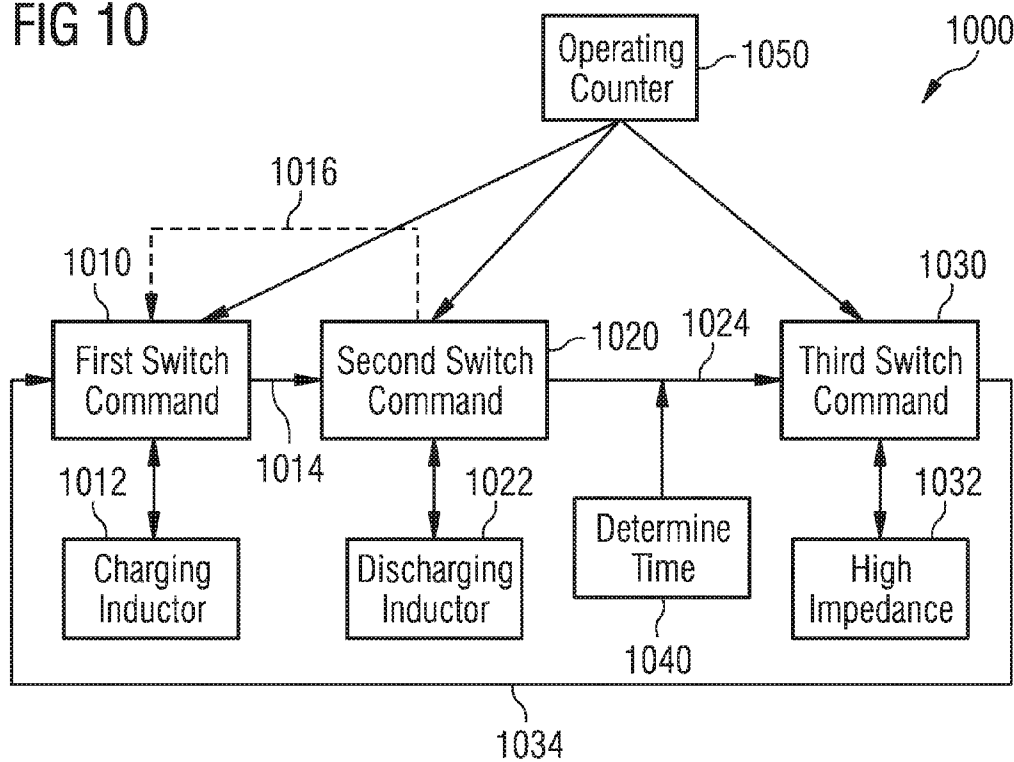 FIG 10
Operating
Counter
1050
1000
1016
1010
First Switch
Command
1014
Second Switch
Command
1020
1024
1030
Third Switch
Command
1012
Charging
Inductor
1022
Discharging
Inductor
Determine
Time
1040
1032
High
Impedance
1034